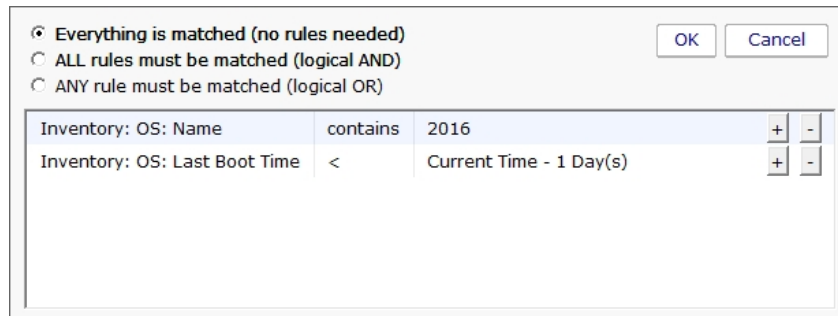 Everything is matched (no rules needed)
OK Cancel
ALL rules must be matched (logical AND)
ANY rule must be matched (logical OR)
Inventory: OS: Name contains 2016 + -
Inventory: OS: Last Boot Time < Current Time - 1 Day(s) + -